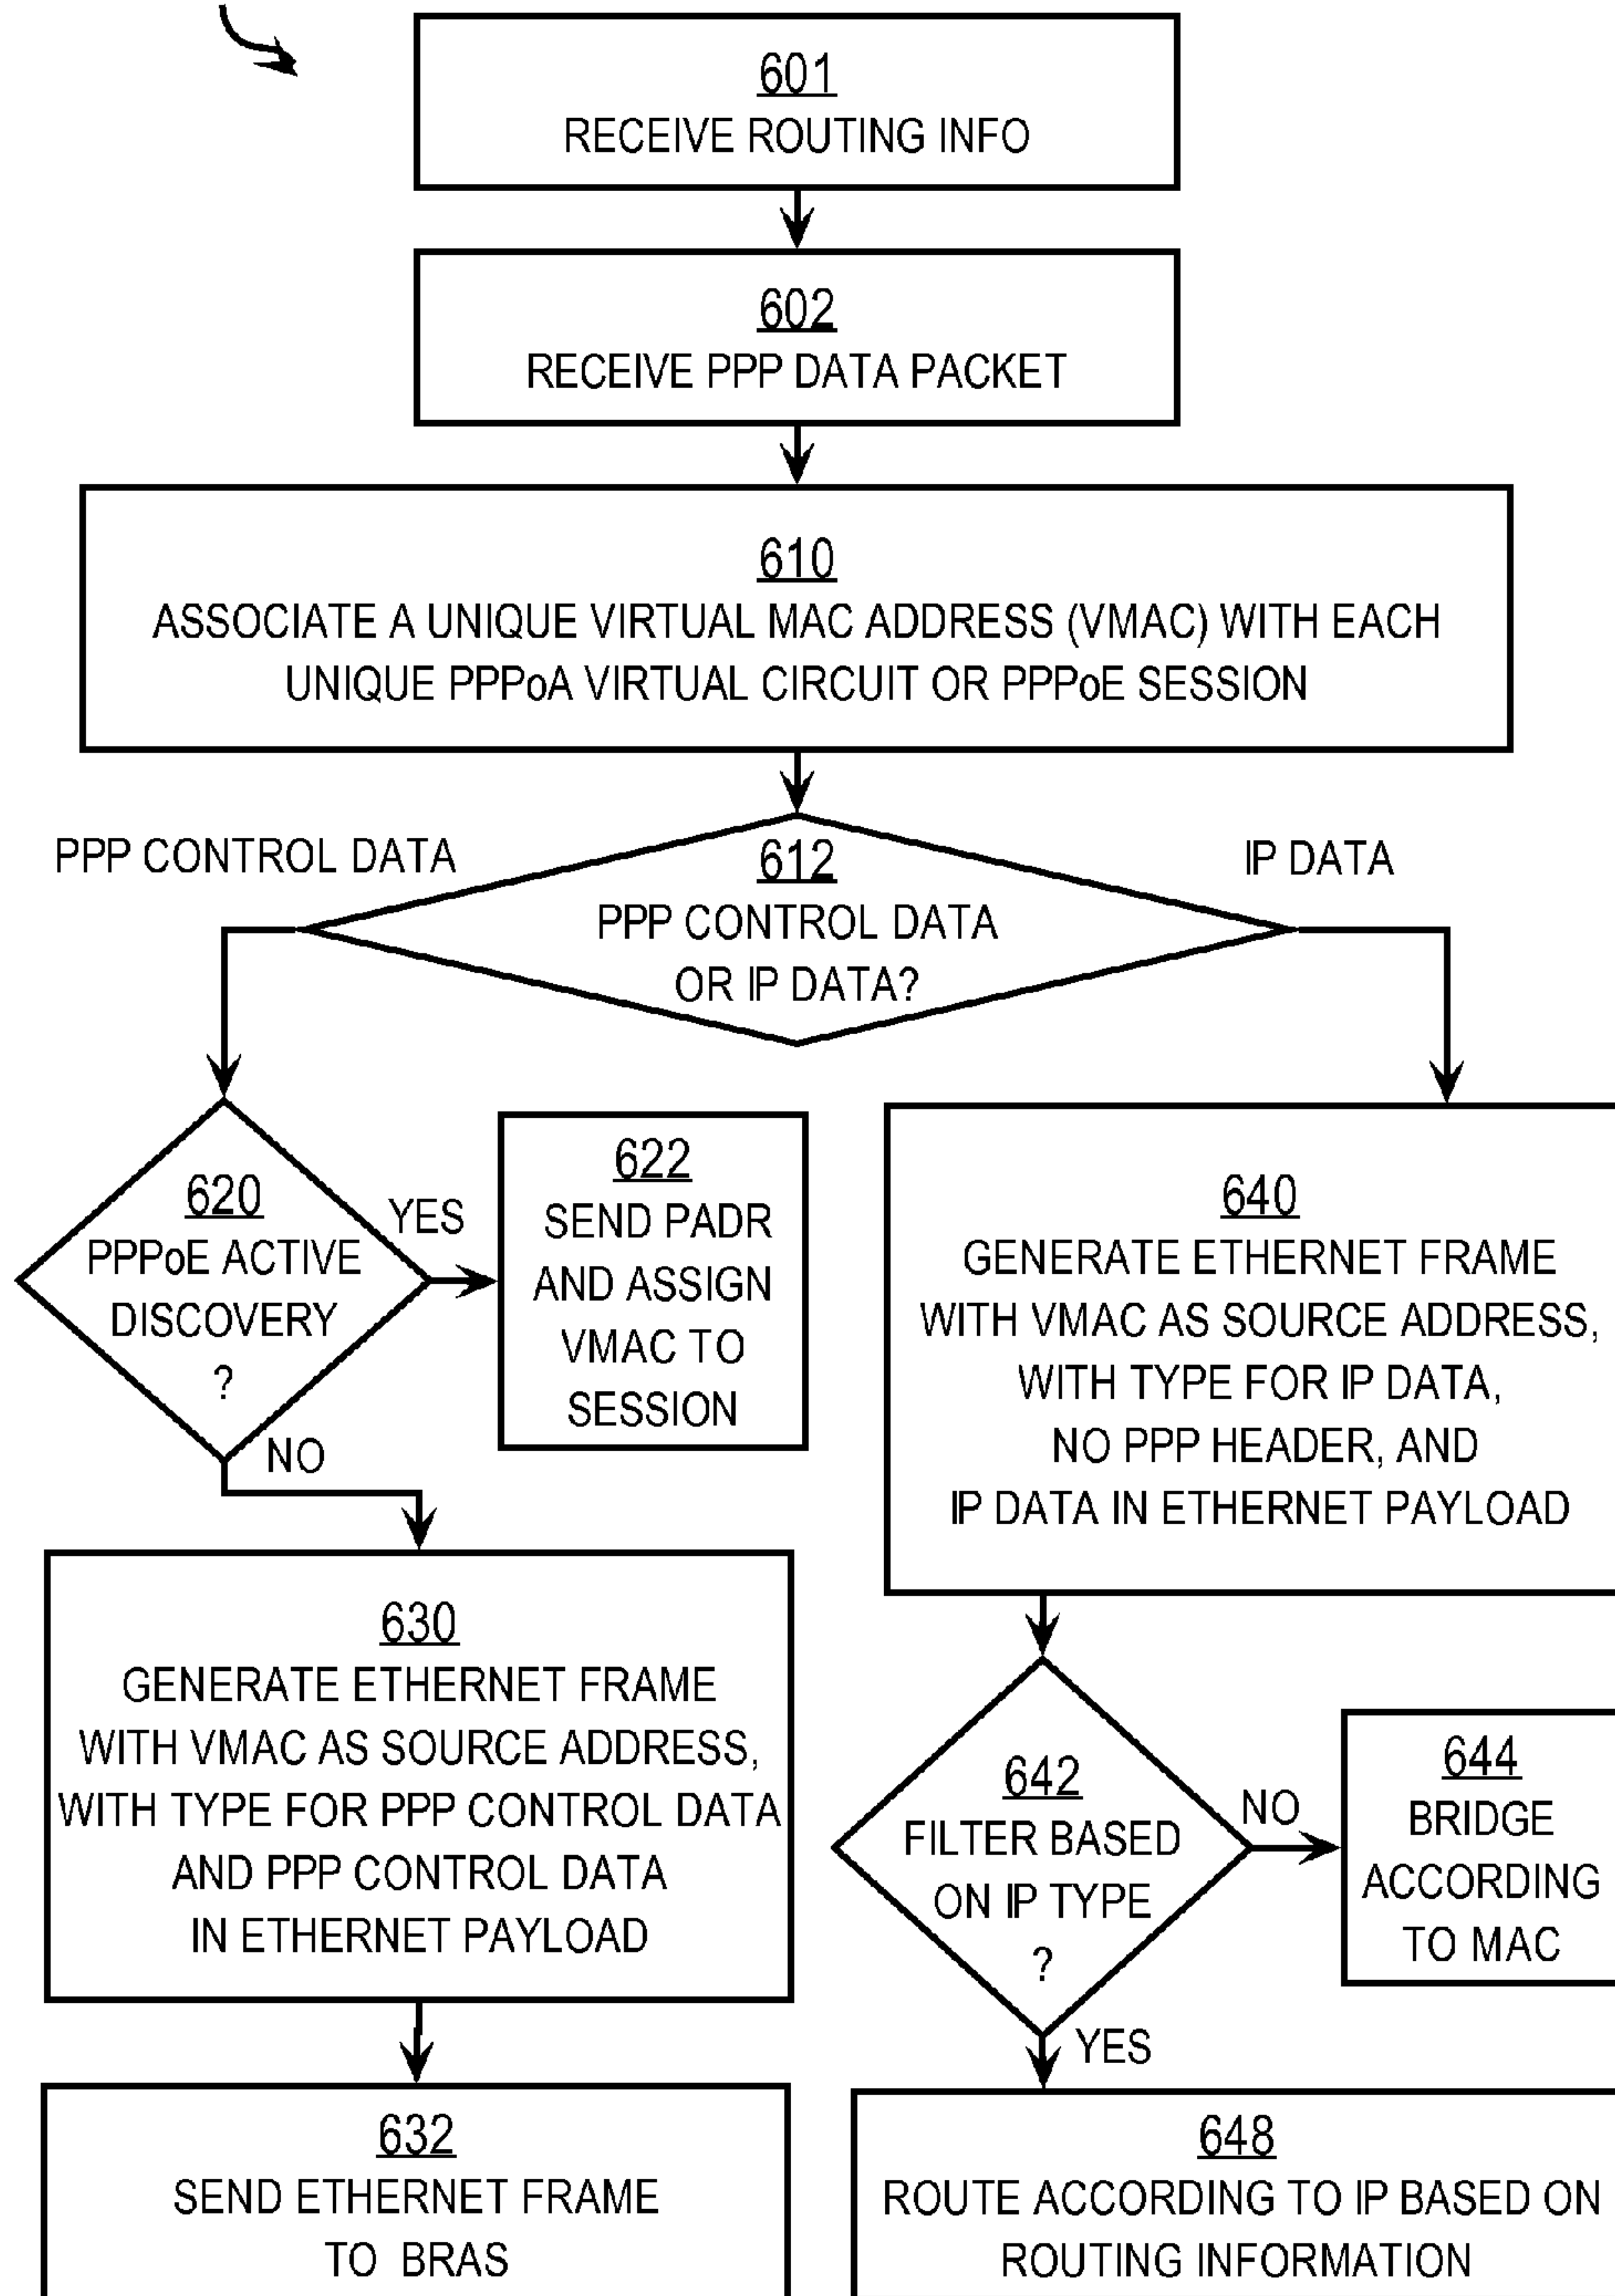 601
RECEIVE ROUTING INFO
602
RECEIVE PPP DATA PACKET
610
ASSOCIATE A UNIQUE VIRTUAL MAC ADDRESS (VMAC) WITH EACH
UNIQUE PPPoA VIRTUAL CIRCUIT OR PPPoE SESSION
PPP CONTROL DATA
612
PPP CONTROL DATA
OR IP DATA?
IP DATA
620
PPPoE ACTIVE
DISCOVERY
?
YES
NO
622
SEND PADR
AND ASSIGN
VMAC TO
SESSION
640
GENERATE ETHERNET FRAME
WITH VMAC AS SOURCE ADDRESS,
WITH TYPE FOR IP DATA,
NO PPP HEADER, AND
IP DATA IN ETHERNET PAYLOAD
630
GENERATE ETHERNET FRAME
WITH VMAC AS SOURCE ADDRESS,
WITH TYPE FOR PPP CONTROL DATA
AND PPP CONTROL DATA
IN ETHERNET PAYLOAD
642
FILTER BASED
ON IP TYPE
?
NO
YES
644
BRIDGE
ACCORDING
TO MAC
632
SEND ETHERNET FRAME
TO BRAS
648
ROUTE ACCORDING TO IP BASED ON
ROUTING INFORMATION